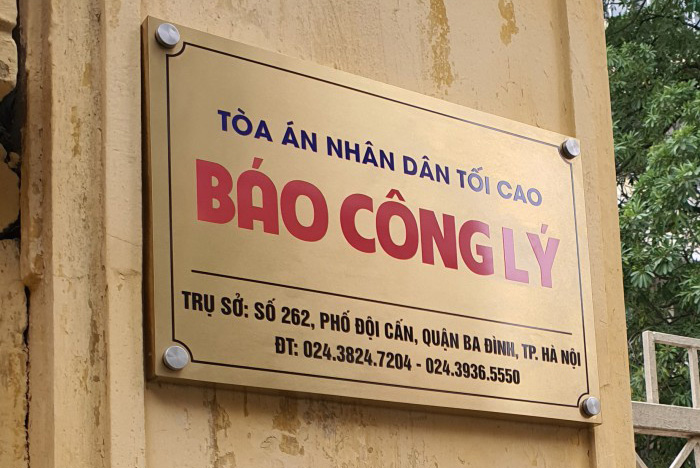 TÒA ÁN NHÂN DÂN TỐI CAO
BÁO CÔNG LÝ
TRỤ SỞ: SỐ 262, PHỐ ĐỘI CẤN, QUẬN BA ĐÌNH, TP. HÀ NỘI
ĐT: 024.3824.7204 - 024.3936.5550